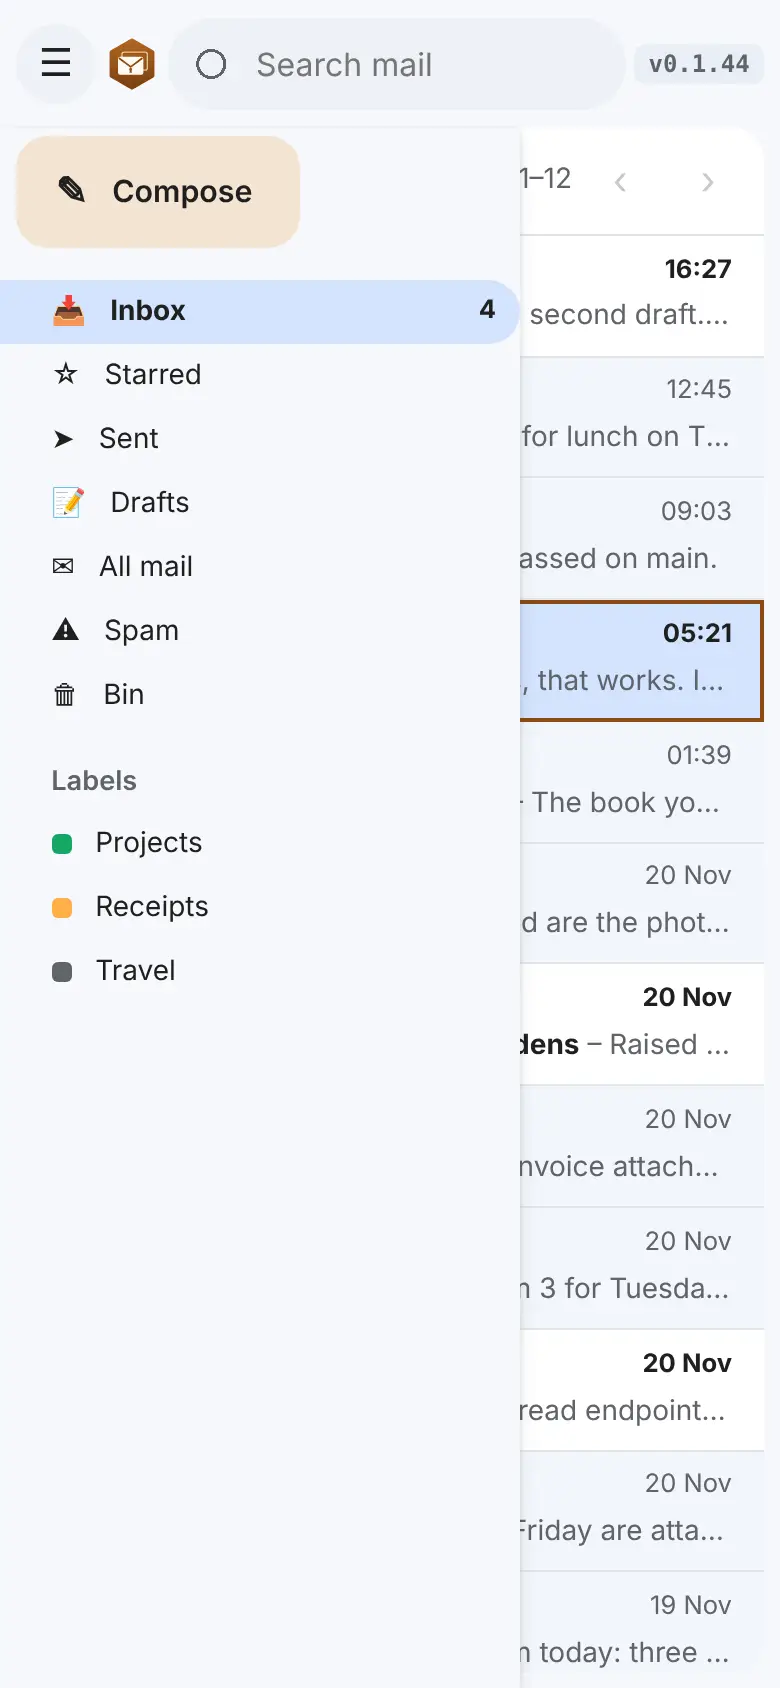 Search mail
v0.1.44
Compose
1–12
Inbox 4
Starred
Sent
Drafts
All mail
Spam
Bin
Labels
Projects
Receipts
Travel
16:27
second draft....
12:45
for lunch on T...
09:03
assed on main.
05:21
, that works. I...
01:39
The book yo...
20 Nov
d are the phot...
20 Nov
dens – Raised ...
20 Nov
nvoice attach...
20 Nov
3 for Tuesda...
20 Nov
read endpoint...
20 Nov
Friday are atta...
19 Nov
today: three ...